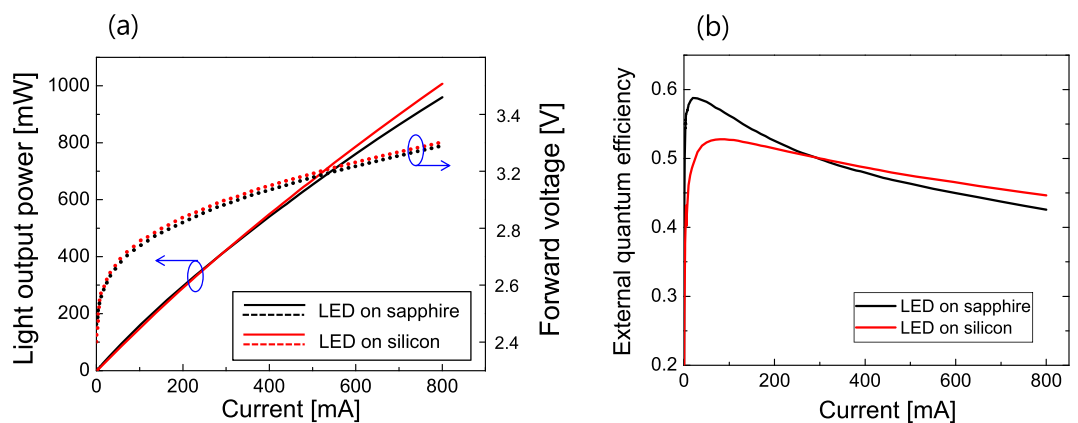 (a)
1000
800
600
400
200
0
Light output power [mW]
3.4
3.2
3.0
2.8
2.6
2.4
Forward voltage [V]
LED on sapphire
LED on silicon
0
200
400
600
800
Current [mA]
(b)
0.6
0.5
0.4
0.3
0.2
External quantum efficiency
LED on sapphire
LED on silicon
0
200
400
600
800
Current [mA]